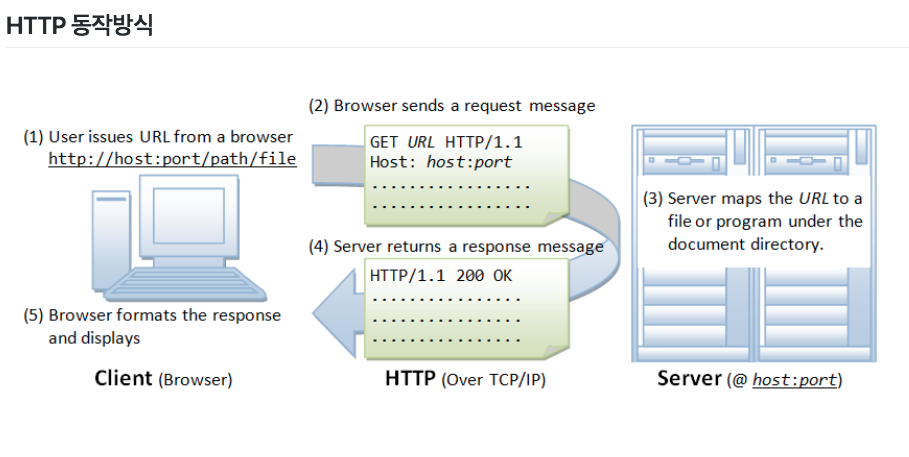 HTTP 동작방식
(1) User issues URL from a browser
http://host:port/path/file
(2) Browser sends a request message
GET URL HTTP/1.1
Host: host:port
.................
.................
(3) Server maps the URL to a
file or program under the
document directory.
(4) Server returns a response message
HTTP/1.1 200 OK
................
................
................
(5) Browser formats the response
and displays
Client (Browser)
HTTP (Over TCP/IP)
Server (@ host:port)